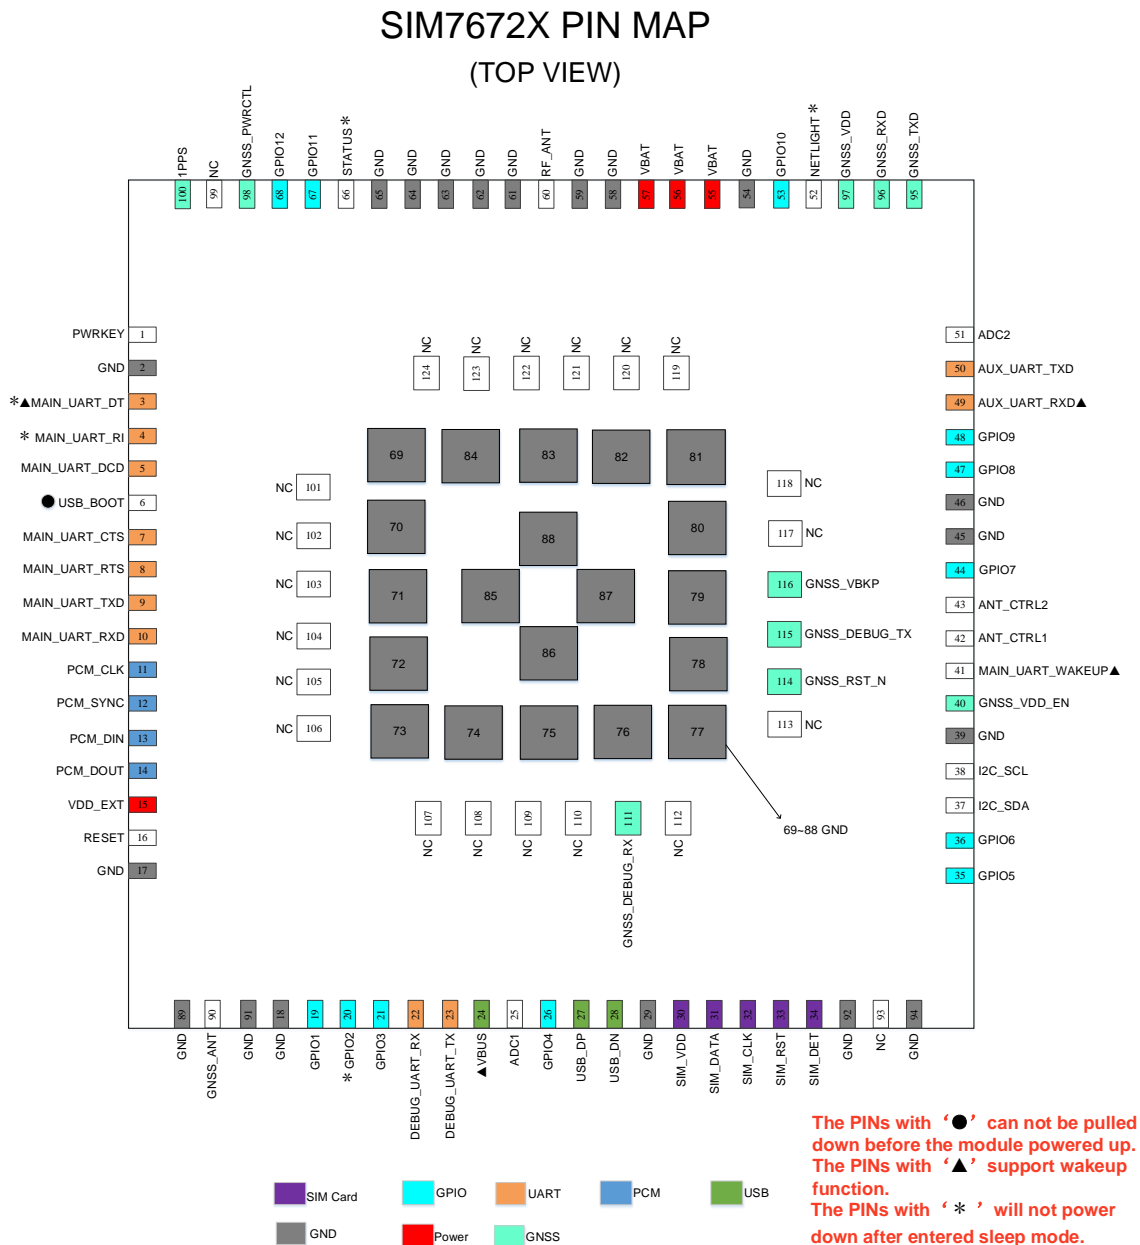 SIM7672X PIN MAP
(TOP VIEW)
1PPS
NC
GNSS_PWRCTL
GPIO12
GPIO11
STATUS*
GND
GND
GND
GND
GND
RF_ANT
GND
GND
VBAT
VBAT
VBAT
GND
GPIO10
NETLIGHT*
GNSS_VDD
GNSS_RXD
GNSS_TXD
100
99
98
68
67
66
65
64
63
62
61
60
59
58
57
56
55
54
53
52
97
96
95
PWRKEY 1
GND 2
*▲MAIN_UART_DT 3
* MAIN_UART_RI 4
MAIN_UART_DCD 5
●USB_BOOT 6
MAIN_UART_CTS 7
MAIN_UART_RTS 8
MAIN_UART_TXD 9
MAIN_UART_RXD 10
PCM_CLK 11
PCM_SYNC 12
PCM_DIN 13
PCM_DOUT 14
VDD_EXT 15
RESET 16
GND 17
NC
NC
NC
NC
NC
NC
124
123
122
121
120
119
69
84
83
82
81
70
88
80
71
85
87
79
72
86
78
73
74
75
76
77
NC 101
NC 102
NC 103
NC 104
NC 105
NC 106
118 NC
117 NC
116 GNSS_VBKP
115 GNSS_DEBUG_TX
114 GNSS_RST_N
113 NC
107
108
109
110
111
112
NC
NC
NC
NC
GNSS_DEBUG_RX
NC
69~88 GND
51 ADC2
50 AUX_UART_TXD
49 AUX_UART_RXD▲
48 GPIO9
47 GPIO8
46 GND
45 GND
44 GPIO7
43 ANT_CTRL2
42 ANT_CTRL1
41 MAIN_UART_WAKEUP▲
40 GNSS_VDD_EN
39 GND
38 I2C_SCL
37 I2C_SDA
36 GPIO6
35 GPIO5
89
90
91
18
19
20
21
22
23
24
25
26
27
28
29
30
31
32
33
34
92
93
94
GND
GNSS_ANT
GND
GND
GPIO1
*GPIO2
GPIO3
DEBUG_UART_RX
DEBUG_UART_TX
▲VBUS
ADC1
GPIO4
USB_DP
USB_DN
GND
SIM_VDD
SIM_DATA
SIM_CLK
SIM_RST
SIM_DET
GND
NC
GND
The PINs with ‘●’ can not be pulled
down before the module powered up.
The PINs with ‘▲’ support wakeup
function.
The PINs with ‘*’ will not power
down after entered sleep mode.
SIM Card
GPIO
UART
PCM
USB
GND
Power
GNSS